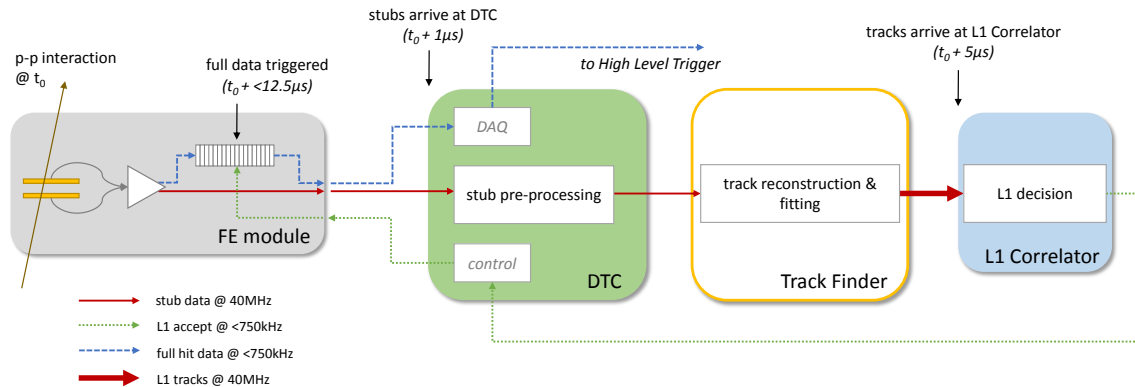 stubs arrive at DTC
(t0 + 1μs)
tracks arrive at L1 Correlator
(t0 + 5μs)
p-p interaction
@ t0
full data triggered
(t0 + <12.5μs)
to High Level Trigger
DAQ
stub pre-processing
track reconstruction &
fitting
L1 decision
control
FE module
DTC
Track Finder
L1 Correlator
stub data @ 40MHz
L1 accept @ <750kHz
full hit data @ <750kHz
L1 tracks @ 40MHz